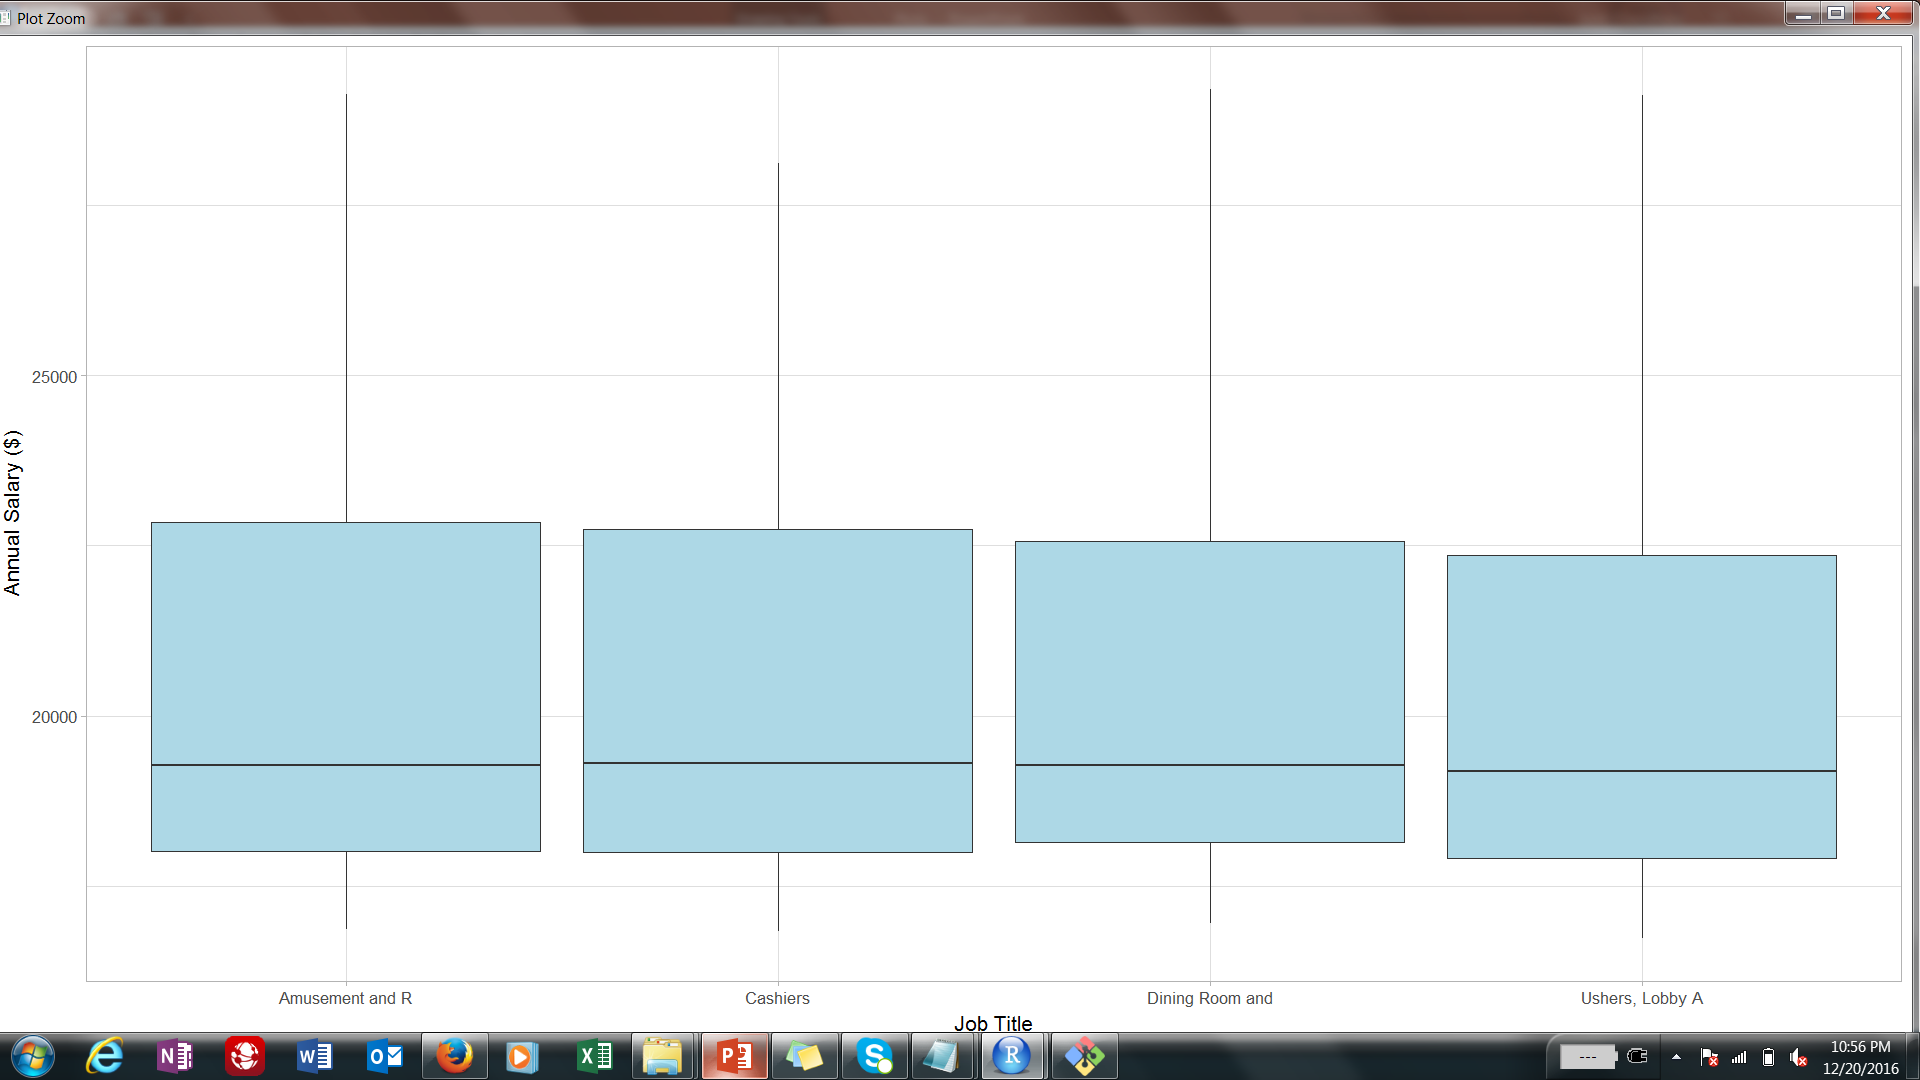 Plot Zoom
Annual Salary ($)
25000
20000
Amusement and R
Cashiers
Dining Room and
Ushers, Lobby A
Job Title
N
W
O
X
P
S
R
---
10:56 PM
12/20/2016